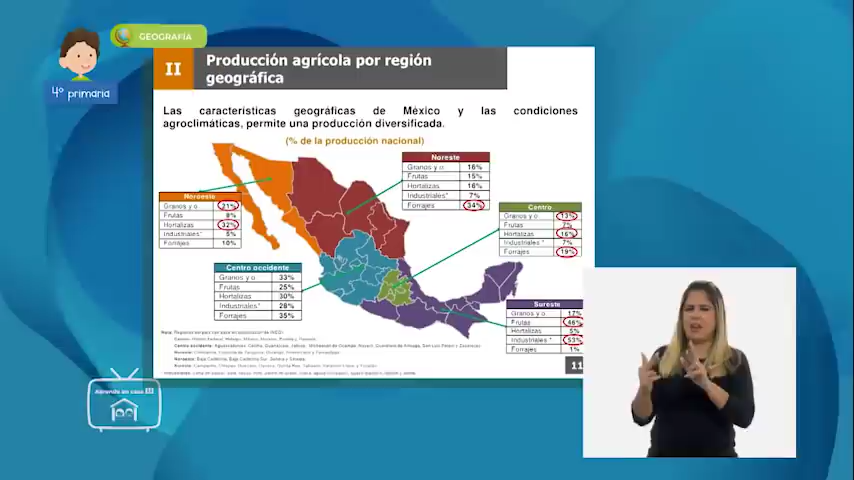 GEOGRAFÍA
4º primaria
II
Producción agrícola por región
geográfica
Las características geográficas de México y las condiciones
agroclimáticas, permite una producción diversificada.
(% de la producción nacional)
Noreste
Granos y o 16%
Frutas 15%
Hortalizas 16%
Industriales* 7%
Forrajes 34%
Noroeste
Granos y o 21%
Frutas 8%
Hortalizas 32%
Industriales* 5%
Forrajes 10%
Centro
Granos y o 13%
Frutas 7%
Hortalizas 16%
Industriales * 7%
Forrajes 19%
Centro occidente
Granos y o 33%
Frutas 25%
Hortalizas 30%
Industriales* 28%
Forrajes 35%
Sureste
Granos y o 17%
Frutas 46%
Hortalizas 5%
Industriales * 53%
Forrajes 1%
11
Aprende en casa